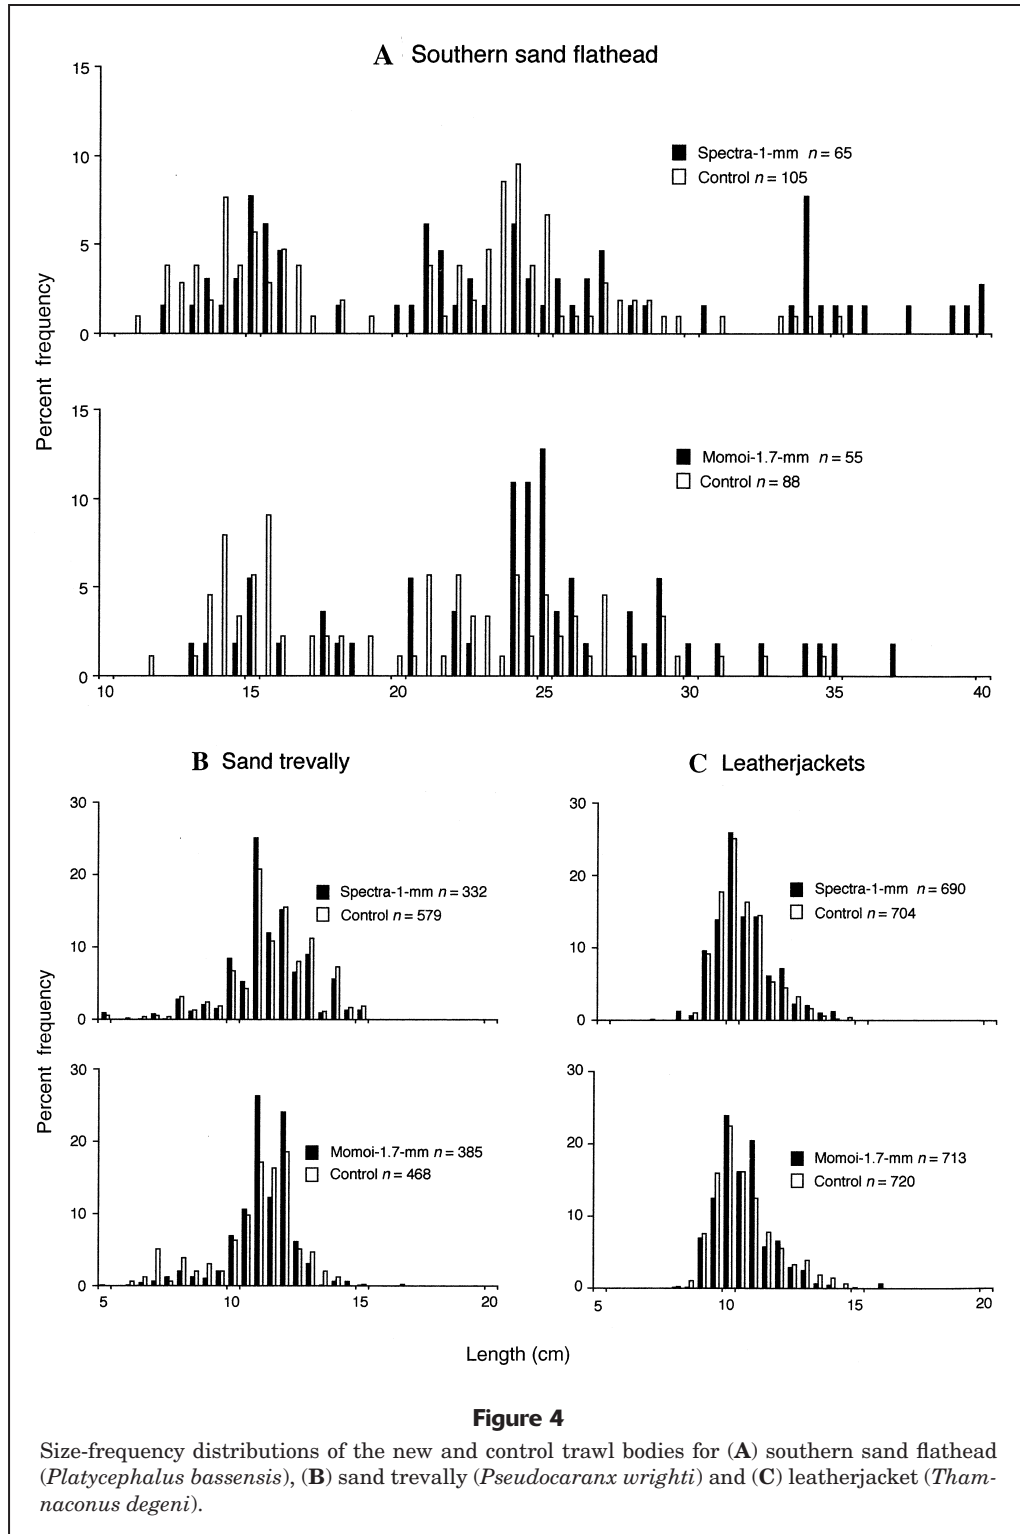 A Southern sand flathead
15
10
5
0
Spectra-1-mm n = 65
Control n = 105
Percent frequency
15
10
5
0
Momoi-1.7-mm n = 55
Control n = 88
10 15 20 25 30 35 40
B Sand trevally
30
20
10
0
Spectra-1-mm n = 332
Control n = 579
C Leatherjackets
30
20
10
0
Spectra-1-mm n = 690
Control n = 704
Percent frequency
30
20
10
0
Momoi-1.7-mm n = 385
Control n = 468
5 10 15 20
30
20
10
0
Momoi-1.7-mm n = 713
Control n = 720
5 10 15 20
Length (cm)
Figure 4
Size-frequency distributions of the new and control trawl bodies for (A) southern sand flathead
(Platycephalus bassensis), (B) sand trevally (Pseudocaranx wrighti) and (C) leatherjacket (Tham-
naconus degeni).